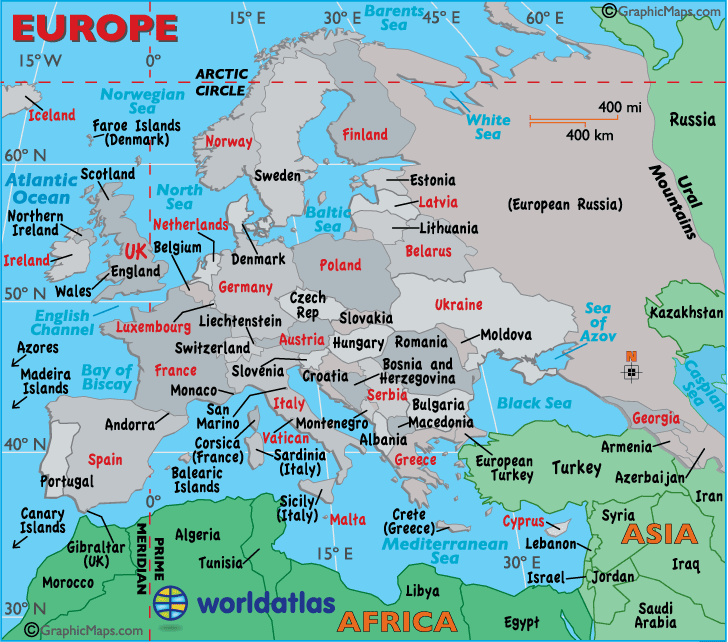 EUROPE
15°W
0°
15° E
30° E
45° E
60° E
© GraphicMaps.com
Barents
Sea
ARCTIC
CIRCLE
Iceland
Norwegian
Sea
Faroe Islands
(Denmark)
Norway
Finland
White
Sea
400 mi
400 km
Russia
60° N
Scotland
Sweden
Estonia
Ural
Mountains
Atlantic
Ocean
North
Sea
Latvia
(European Russia)
Northern
Ireland
Netherlands
Baltic
Sea
Lithuania
UK
Belgium
Ireland
Denmark
Belarus
England
Poland
Wales
Germany
50° N
Czech
Rep
Ukraine
English
Channel
Luxembourg
Liechtenstein
Slovakia
Sea
of
Azov
Kazakhstan
Austria
Hungary
Romania
Moldova
Azores
Switzerland
N
Bay of
Biscay
France
Slovenia
Croatia
Bosnia and
Herzegovina
Caspian
Sea
Madeira
Islands
Monaco
Serbia
San
Marino
Italy
Bulgaria
Black Sea
Georgia
Andorra
Montenegro
Macedonia
40° N
Corsica
(France)
Vatican
Albania
Armenia
Spain
Sardinia
(Italy)
Greece
European
Turkey
Turkey
Azerbaijan
Portugal
Balearic
Islands
Iran
0°
Sicily
(Italy)
Malta
Crete
(Greece)
Cyprus
Syria
Canary
Islands
Gibraltar
(UK)
PRIME
MERIDIAN
Algeria
Mediterranean
Sea
Lebanon
ASIA
Tunisia
15° E
30° E
Iraq
Morocco
Israel
Jordan
worldatlas
Libya
30° N
AFRICA
Egypt
Saudi
Arabia
© GraphicMaps.com